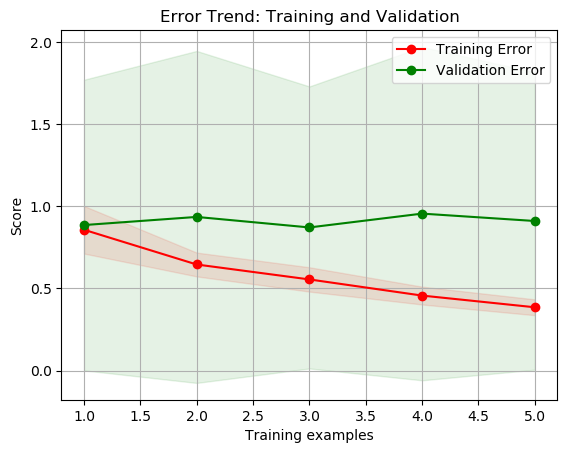 Error Trend: Training and Validation
Training Error
Validation Error
Score
2.0
1.5
1.0
0.5
0.0
1.0 1.5 2.0 2.5 3.0 3.5 4.0 4.5 5.0
Training examples